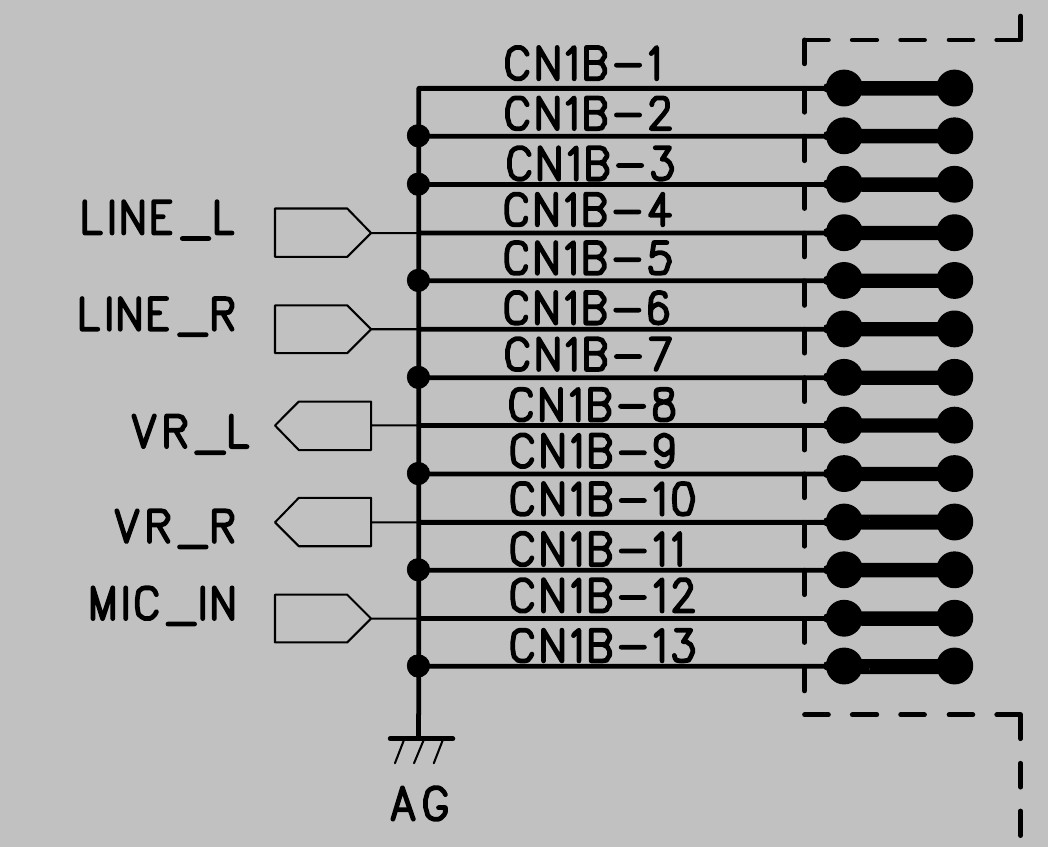 CN1B-1
CN1B-2
CN1B-3
LINE_L CN1B-4
CN1B-5
LINE_R CN1B-6
CN1B-7
VR_L CN1B-8
CN1B-9
VR_R CN1B-10
CN1B-11
MIC_IN CN1B-12
CN1B-13
AG